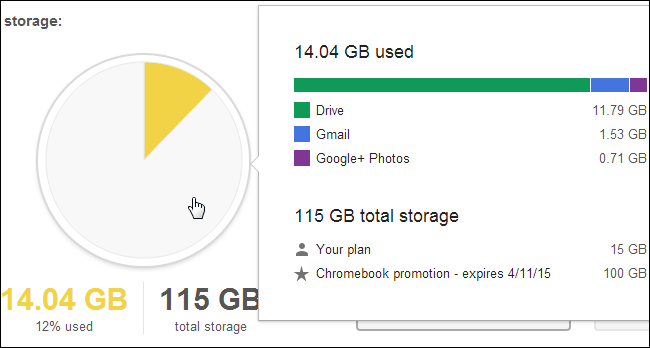 storage:
14.04 GB
12% used
115 GB
total storage
14.04 GB used
Drive 11.79 GB
Gmail 1.53 GB
Google+ Photos 0.71 GB
115 GB total storage
Your plan 15 GB
Chromebook promotion - expires 4/11/15 100 GB